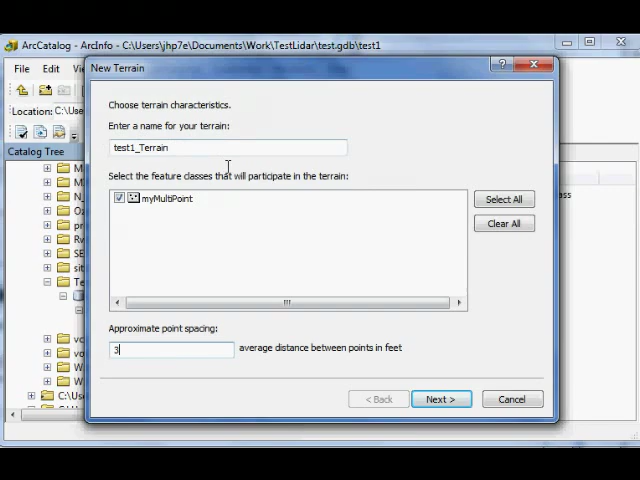 ArcCatalog - ArcInfo - C:\Users\jhp7e\Documents\Work\TestLidar\test.gdb\test1
File Edit
New Terrain
Location: C:\Use
Catalog Tree
Choose terrain characteristics.
Enter a name for your terrain:
test1_Terrain
Select the feature classes that will participate in the terrain:
myMultiPoint
Select All
Clear All
Approximate point spacing:
3
average distance between points in feet
< Back
Next >
Cancel